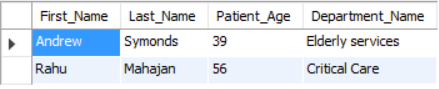 First_Name Last_Name Patient_Age Department_Name
Andrew Symonds 39 Elderly services
Rahu Mahajan 56 Critical Care